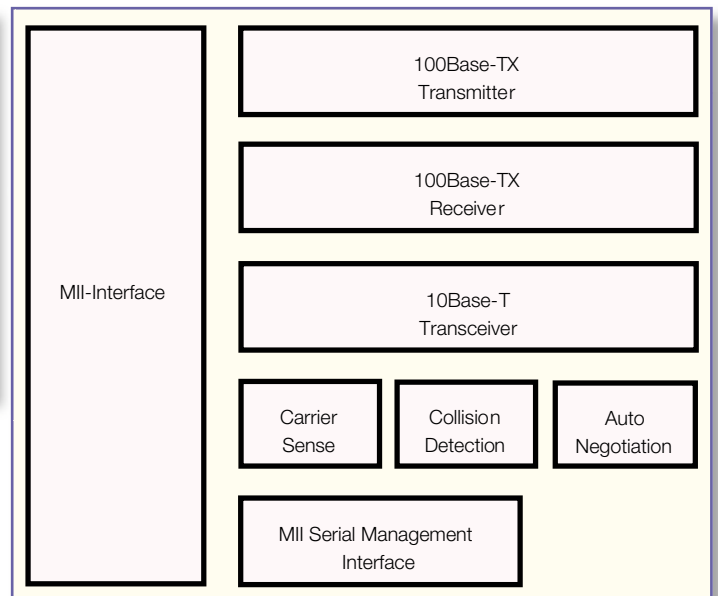 MII-Interface
100Base-TX
Transmitter
100Base-TX
Receiver
10Base-T
Transceiver
Carrier
Sense
Collision
Detection
Auto
Negotiation
MII Serial Management
Interface